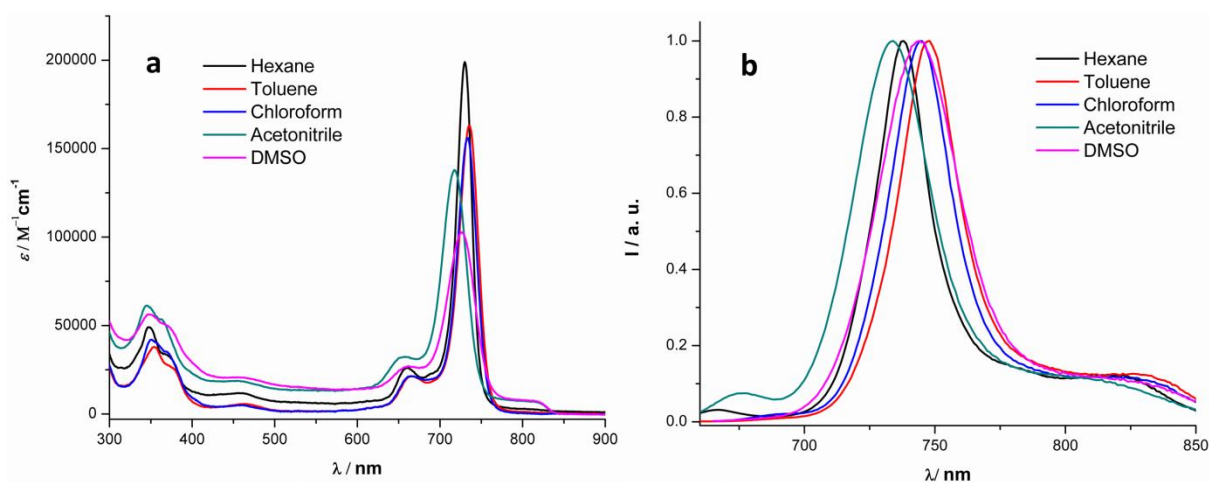 a
Hexane
Toluene
Chloroform
Acetonitrile
DMSO
ε / M⁻¹cm⁻¹
200000
150000
100000
50000
0
300 400 500 600 700 800 900
λ / nm
b
Hexane
Toluene
Chloroform
Acetonitrile
DMSO
I / a. u.
1.0
0.8
0.6
0.4
0.2
0.0
700 750 800 850
λ/ nm